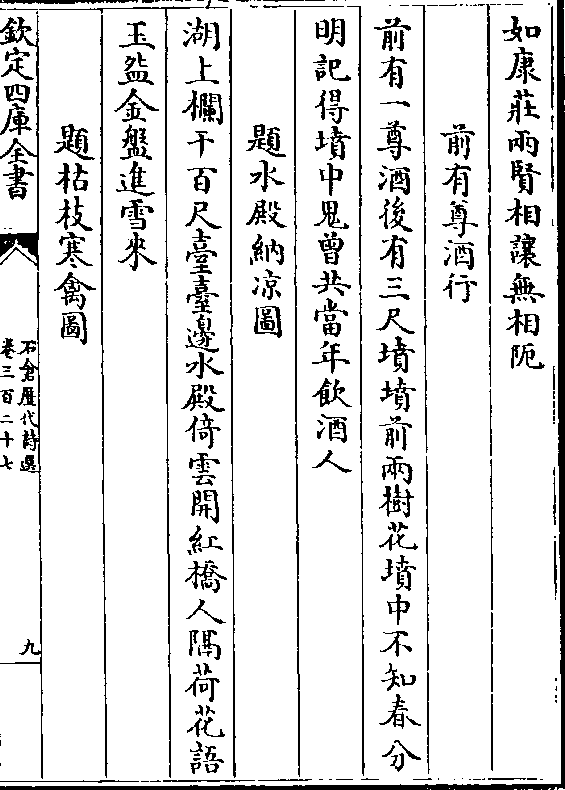 如康莊兩賢相讓無相阨
前有尊酒行
前有一尊酒後有三尺墳墳前兩樹花墳中不知春分
明記得墳中鬼曾共當年飲酒人
題水殿納凉圖
湖上欄干百尺臺臺邊水殿倚雲開紅橋人隅荷花語
玉盌金盤進雪來
題枯枝寒禽圖
欽定四庫全書
石倉歷代詩選
卷三百二十七
九